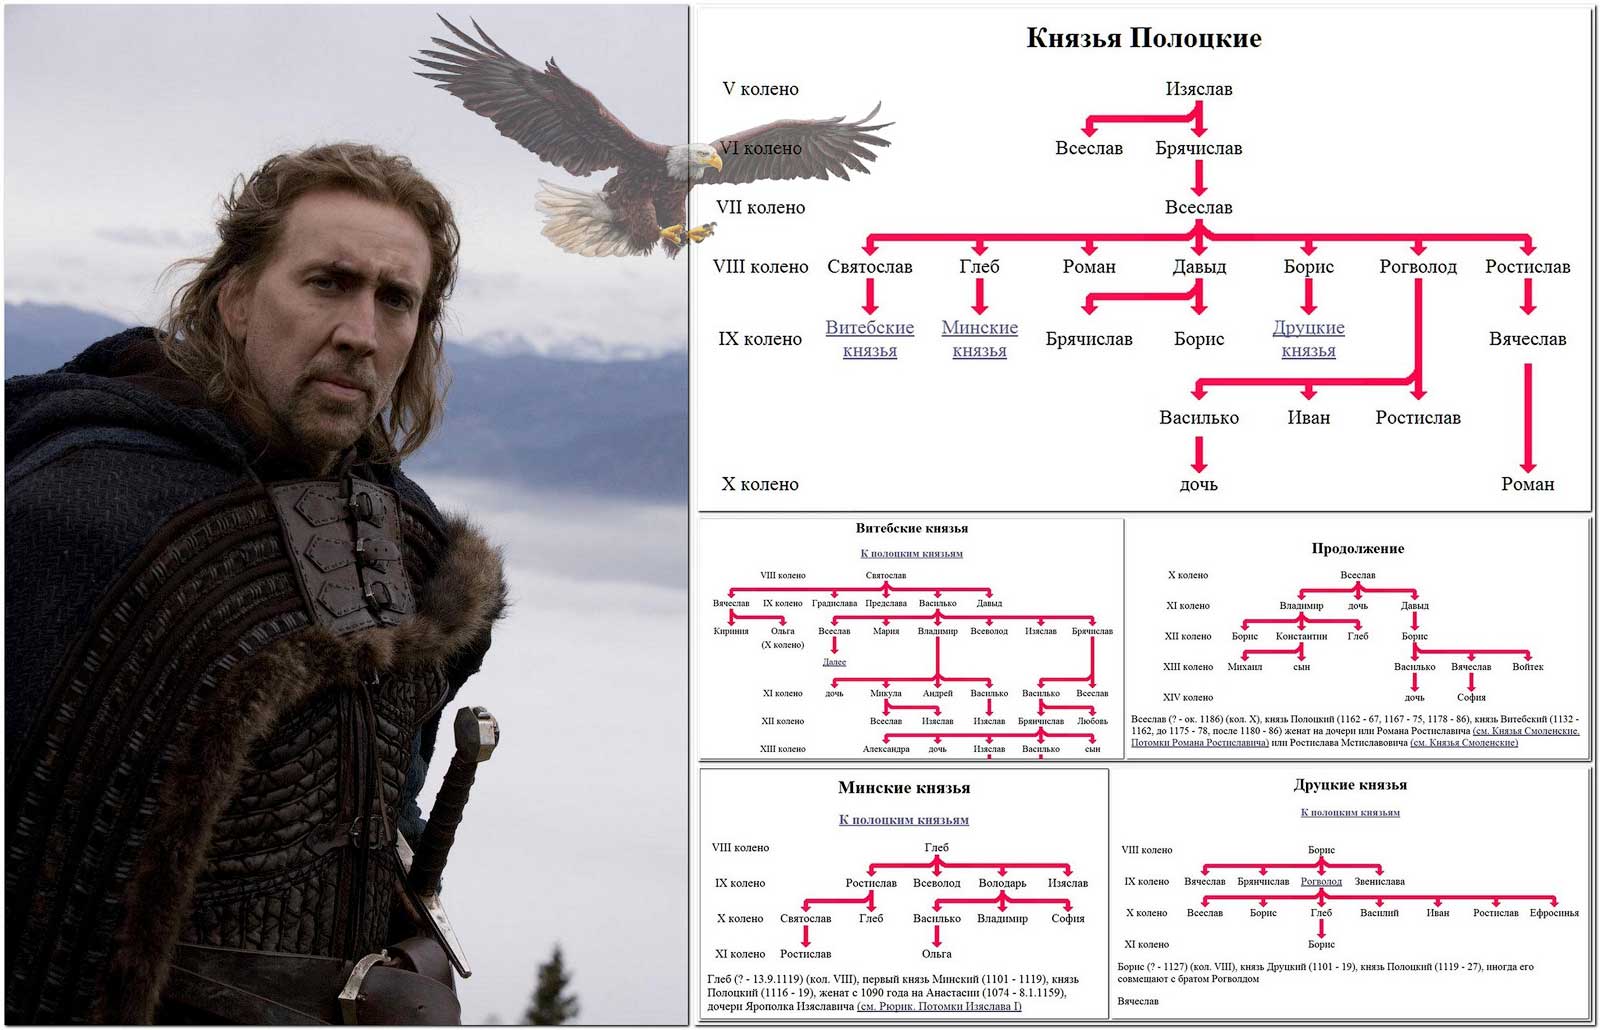 Князья Полоцкие
V колено Изяслав
VI колено Всеслав Брячислав
VII колено Всеслав
VIII колено Святослав Глеб Роман Давыд Борис Рогволод Ростислав
IX колено Витебские князья Минские князья Брячислав Борис Друцкие князья Вячеслав
Василько Иван Ростислав
X колено дочь Роман
Витебские князья
К полоцким князьям
VIII колено Святослав
Вячеслав IX колено Градислава Предслава Василько Давыд
Кириния Ольга Всеслав Мария Владимир Всеволод Изяслав Брячислав
(X колено)
Далее
XI колено дочь Микула Андрей Василько Василько Всеслав
XII колено Всеслав Изяслав Изяслав Брянчислав Любовь
XIII колено Александра дочь Изяслав Василько сын
Продолжение
X колено Всеслав
XI колено Владимир дочь Давыд
XII колено Борис Константин Глеб Борис
XIII колено Михаил сын Василько Вячеслав Войтек
XIV колено дочь София
Всеслав (? - ок. 1186) (кол. X), князь Полоцкий (1162 - 67, 1167 - 75, 1178 - 86), князь Витебский (1132 -
1162, до 1175 - 78, после 1180 - 86) женат на дочери или Романа Ростиславича (см. Князья Смоленские.
Потомки Романа Ростиславича) или Ростислава Мстиславовича (см. Князья Смоленские)
Минские князья
К полоцким князьям
VIII колено Глеб
IX колено Ростислав Всеволод Володарь Изяслав
X колено Святослав Глеб Василько Владимир София
XI колено Ростислав Ольга
Глеб (? - 13.9.1119) (кол. VIII), первый князь Минский (1101 - 1119), князь
Полоцкий (1116 - 19), женат с 1090 года на Анастасии (1074 - 8.1.1159),
дочери Ярополка Изяславича (см. Рюрик. Потомки Изяслава I)
Друцкие князья
К полоцким князьям
VIII колено Борис
IX колено Вячеслав Брянчислав Рогволод Звенислава
X колено Всеслав Борис Глеб Василий Иван Ростислав Ефросинья
XI колено Борис
Борис (? - 1127) (кол. VIII), князь Друцкий (1101 - 19), князь Полоцкий (1119 - 27), иногда его
совмещают с братом Рогволдом
Вячеслав